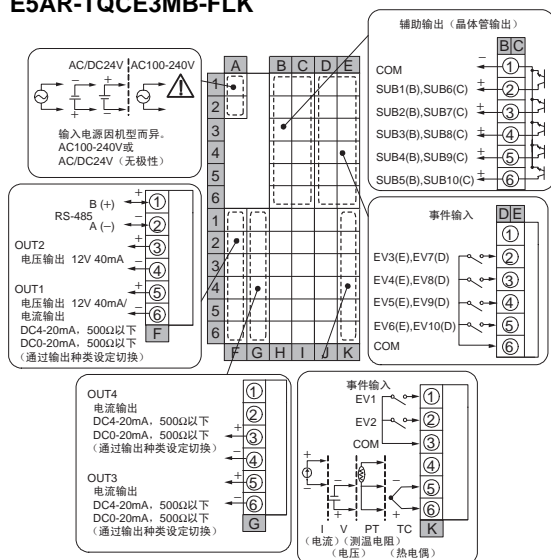 E5AR-TQCE3MB-FLK
AC/DC24V
AC100-240V
输入电源因机型而异。
AC100-240V或
AC/DC24V（无极性）
A
B C D E
1
2
3
4
5
6
1
2
3
4
5
6
F G H I J K
辅助输出（晶体管输出）
B C
COM
SUB1(B),SUB6(C)
SUB2(B),SUB7(C)
SUB3(B),SUB8(C)
SUB4(B),SUB9(C)
SUB5(B),SUB10(C)
− ①
+ ②
+ ③
+ ④
+ ⑤
+ ⑥
B (+)
RS-485
A (−)
OUT2
电压输出 12V 40mA
OUT1
电压输出 12V 40mA/
电流输出
DC4-20mA，500Ω以下
DC0-20mA，500Ω以下
（通过输出种类设定切换）
+ ①
− ②
+ ③
− ④
+ ⑤
− ⑥
F
事件输入
D E
EV3(E),EV7(D)
EV4(E),EV8(D)
EV5(E),EV9(D)
EV6(E),EV10(D)
COM
①
②
③
④
⑤
⑥
OUT4
电流输出
DC4-20mA，500Ω以下
DC0-20mA，500Ω以下
（通过输出种类设定切换）
OUT3
电流输出
DC4-20mA，500Ω以下
DC0-20mA，500Ω以下
（通过输出种类设定切换）
①
②
+ ③
− ④
+ ⑤
− ⑥
G
事件输入
EV1
EV2
COM
①
②
③
④
⑤
⑥
I V PT TC
K
（电流）（测温电阻）
（电压） （热电偶）